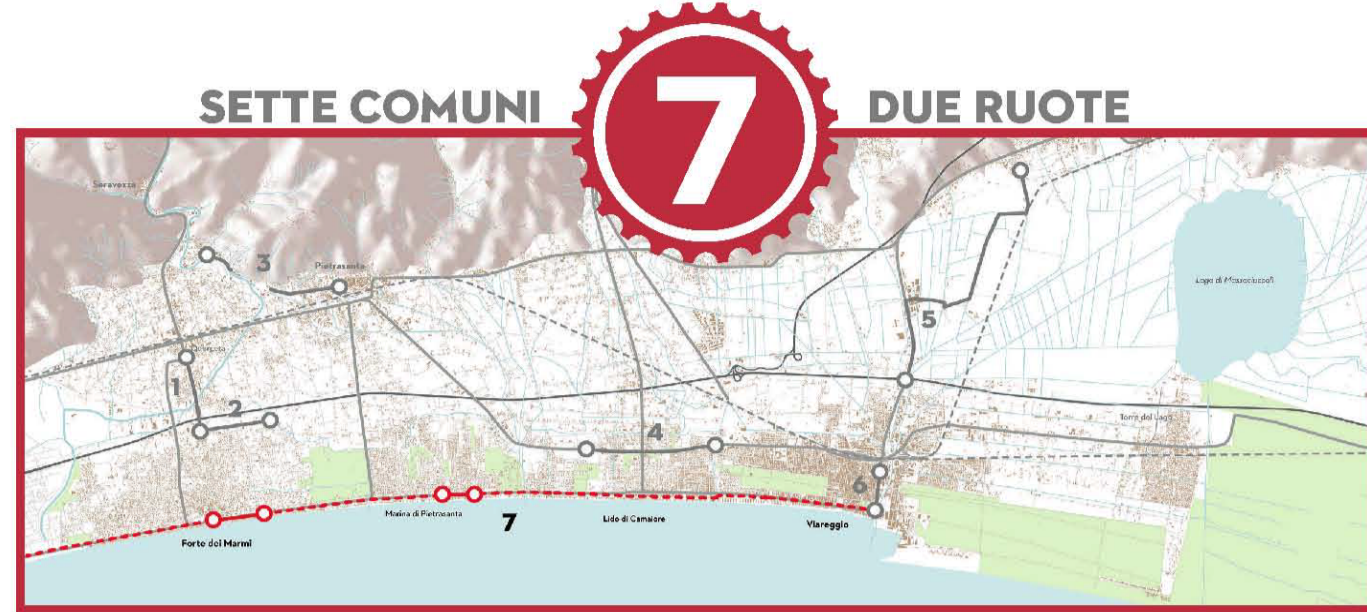 SETTE COMUNI
7
DUE RUOTE
Seravezza
3
Pietrasanta
Lago di Massaciuccoli
5
Querceta
1
2
4
Torre del Lago
6
Marina di Pietrasanta
7
Lido di Camaiore
Viareggio
Forte dei Marmi